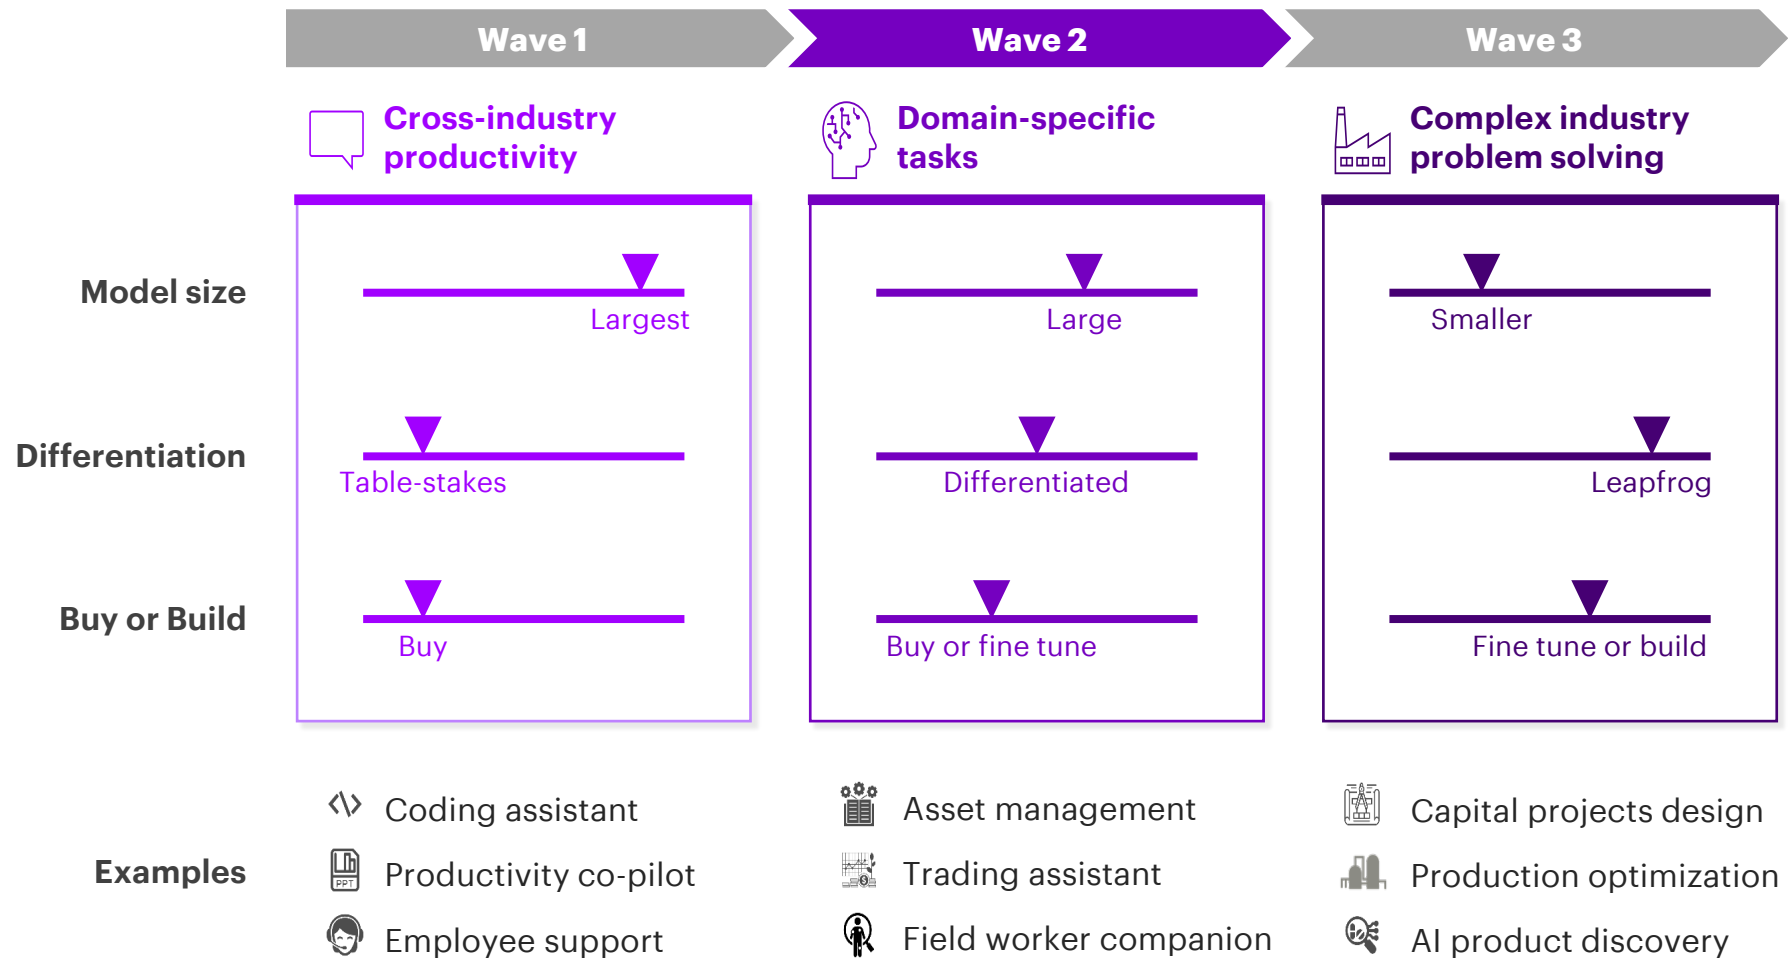 Wave 1
Wave 2
Wave 3
Cross-industry
productivity
Domain-specific
tasks
Complex industry
problem solving
Model size
Largest
Large
Smaller
Differentiation
Table-stakes
Differentiated
Leapfrog
Buy or Build
Buy
Buy or fine tune
Fine tune or build
Examples
Coding assistant
PPT
Productivity co-pilot
Employee support
Asset management
Trading assistant
Field worker companion
Capital projects design
Production optimization
AI product discovery